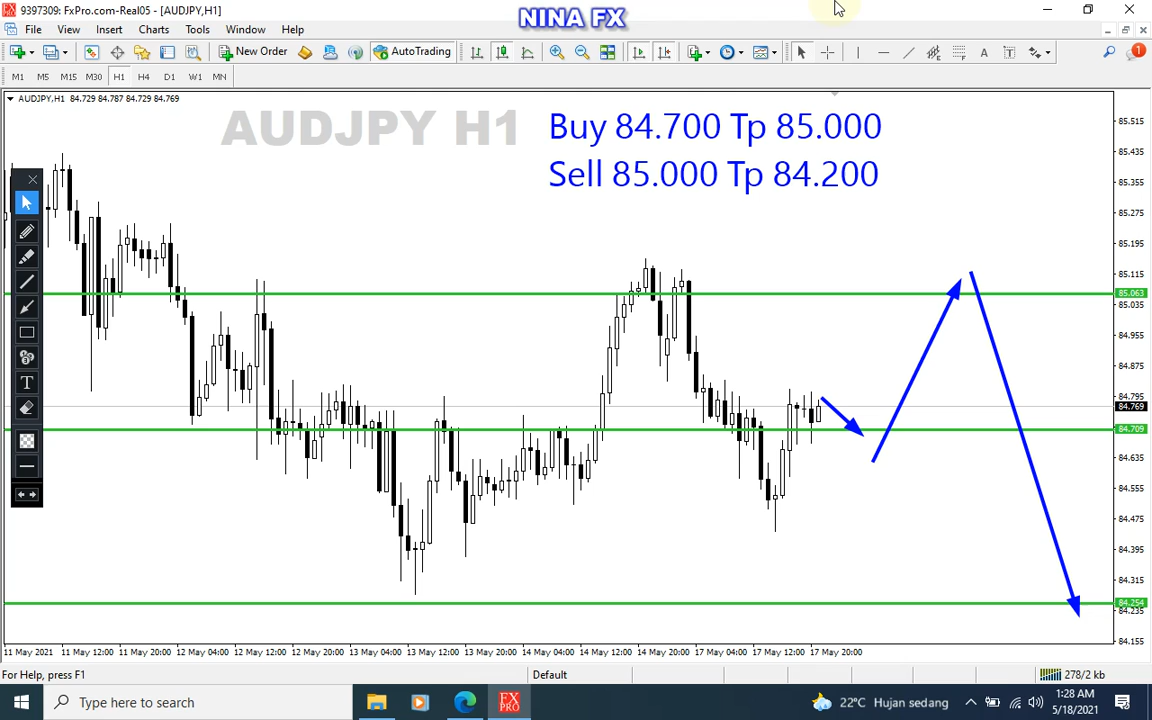 9397309: FxPro.com-Real05 - [AUDJPY,H1]
NINA FX
File View Insert Charts Tools Window Help
New Order AutoTrading
1
M1 M5 M15 M30 H1 H4 D1 W1 MN
AUDJPY,H1 84.729 84.787 84.729 84.769
AUDJPY H1
Buy 84.700 Tp 85.000
Sell 85.000 Tp 84.200
85.515
85.435
85.355
85.275
85.195
85.115
85.063
85.035
84.955
84.875
84.795
84.769
84.709
84.635
84.555
84.475
84.395
84.315
84.254
84.235
84.155
11 May 2021 11 May 12:00 11 May 20:00 12 May 04:00 12 May 12:00 12 May 20:00 13 May 04:00 13 May 12:00 13 May 20:00 14 May 04:00 14 May 12:00 14 May 20:00 17 May 04:00 17 May 12:00 17 May 20:00
For Help, press F1 Default 278/2 kb
Type here to search
FX PRO
22°C Hujan sedang
1:28 AM
5/18/2021